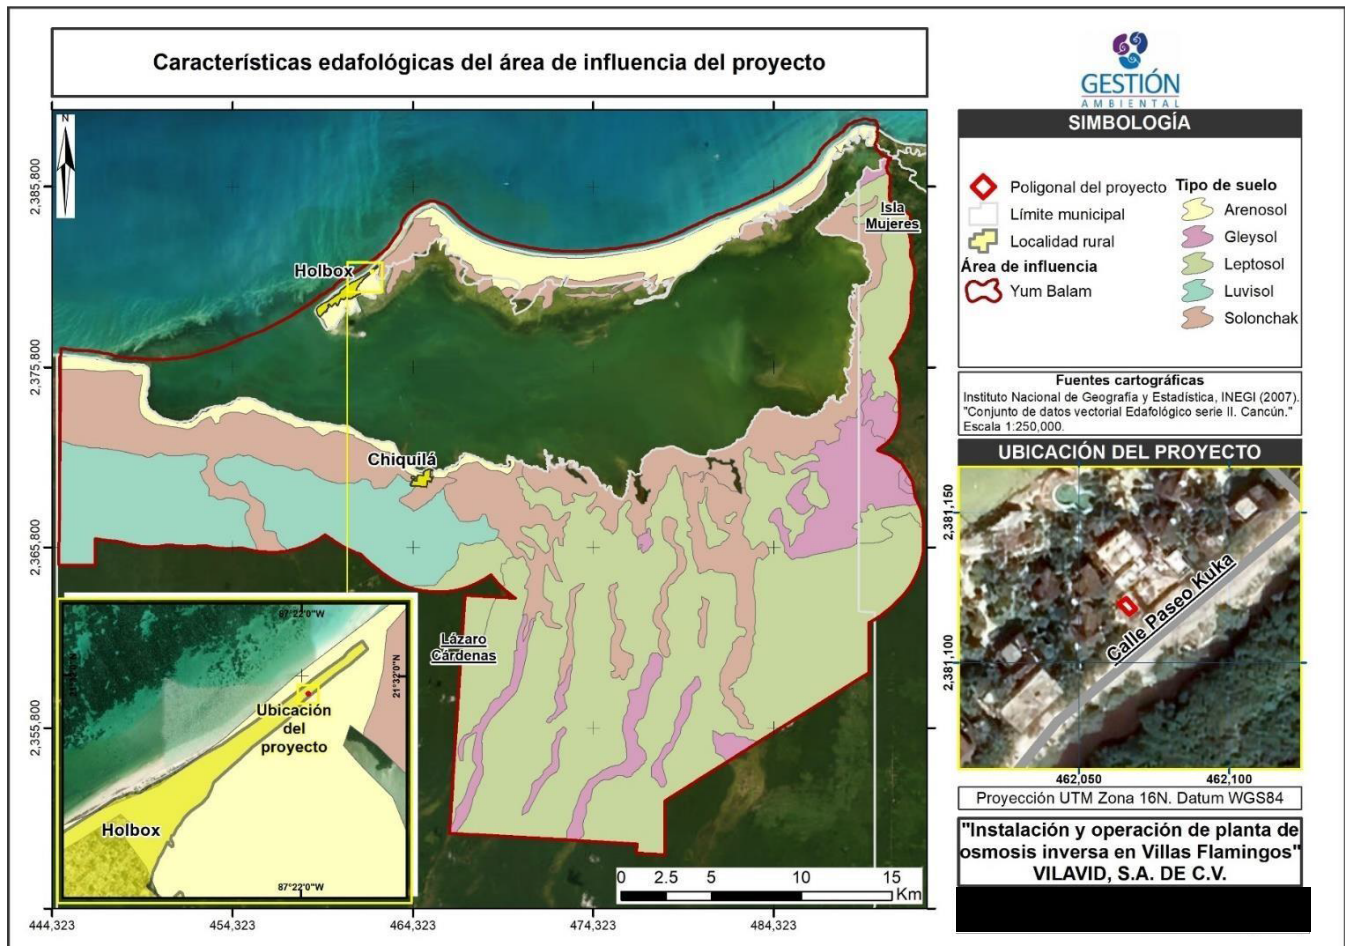 Características edafológicas del área de influencia del proyecto
GESTIÓN
AMBIENTAL
SIMBOLOGÍA
Poligonal del proyecto
Límite municipal
Localidad rural
Área de influencia
Yum Balam
Tipo de suelo
Arenosol
Gleysol
Leptosol
Luvisol
Solonchak
Fuentes cartográficas
Instituto Nacional de Geografía y Estadística, INEGI (2007).
"Conjunto de datos vectorial Edafológico serie II. Cancún."
Escala 1:250,000.
UBICACIÓN DEL PROYECTO
2,381,150
2,381,100
Calle Paseo Kuka
462,050
462,100
Proyección UTM Zona 16N. Datum WGS84
"Instalación y operación de planta de
osmosis inversa en Villas Flamingos"
VILAVID, S.A. DE C.V.
N
2,385,800
2,375,800
2,365,800
2,355,800
Isla
Mujeres
Holbox
Chiquilá
Lázaro
Cárdenas
87°22'0"W
21°32'0"N
Ubicación
del
proyecto
Holbox
87°22'0"W
0 2.5 5 10 15
Km
444,323
454,323
464,323
474,323
484,323